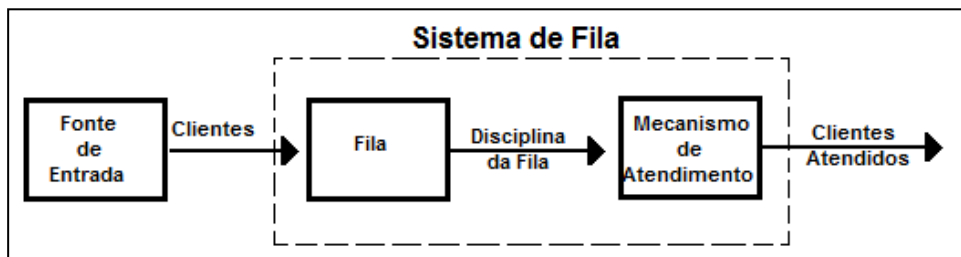 Sistema de Fila
Fonte
de
Entrada
Clientes
Fila
Disciplina
da Fila
Mecanismo
de
Atendimento
Clientes
Atendidos